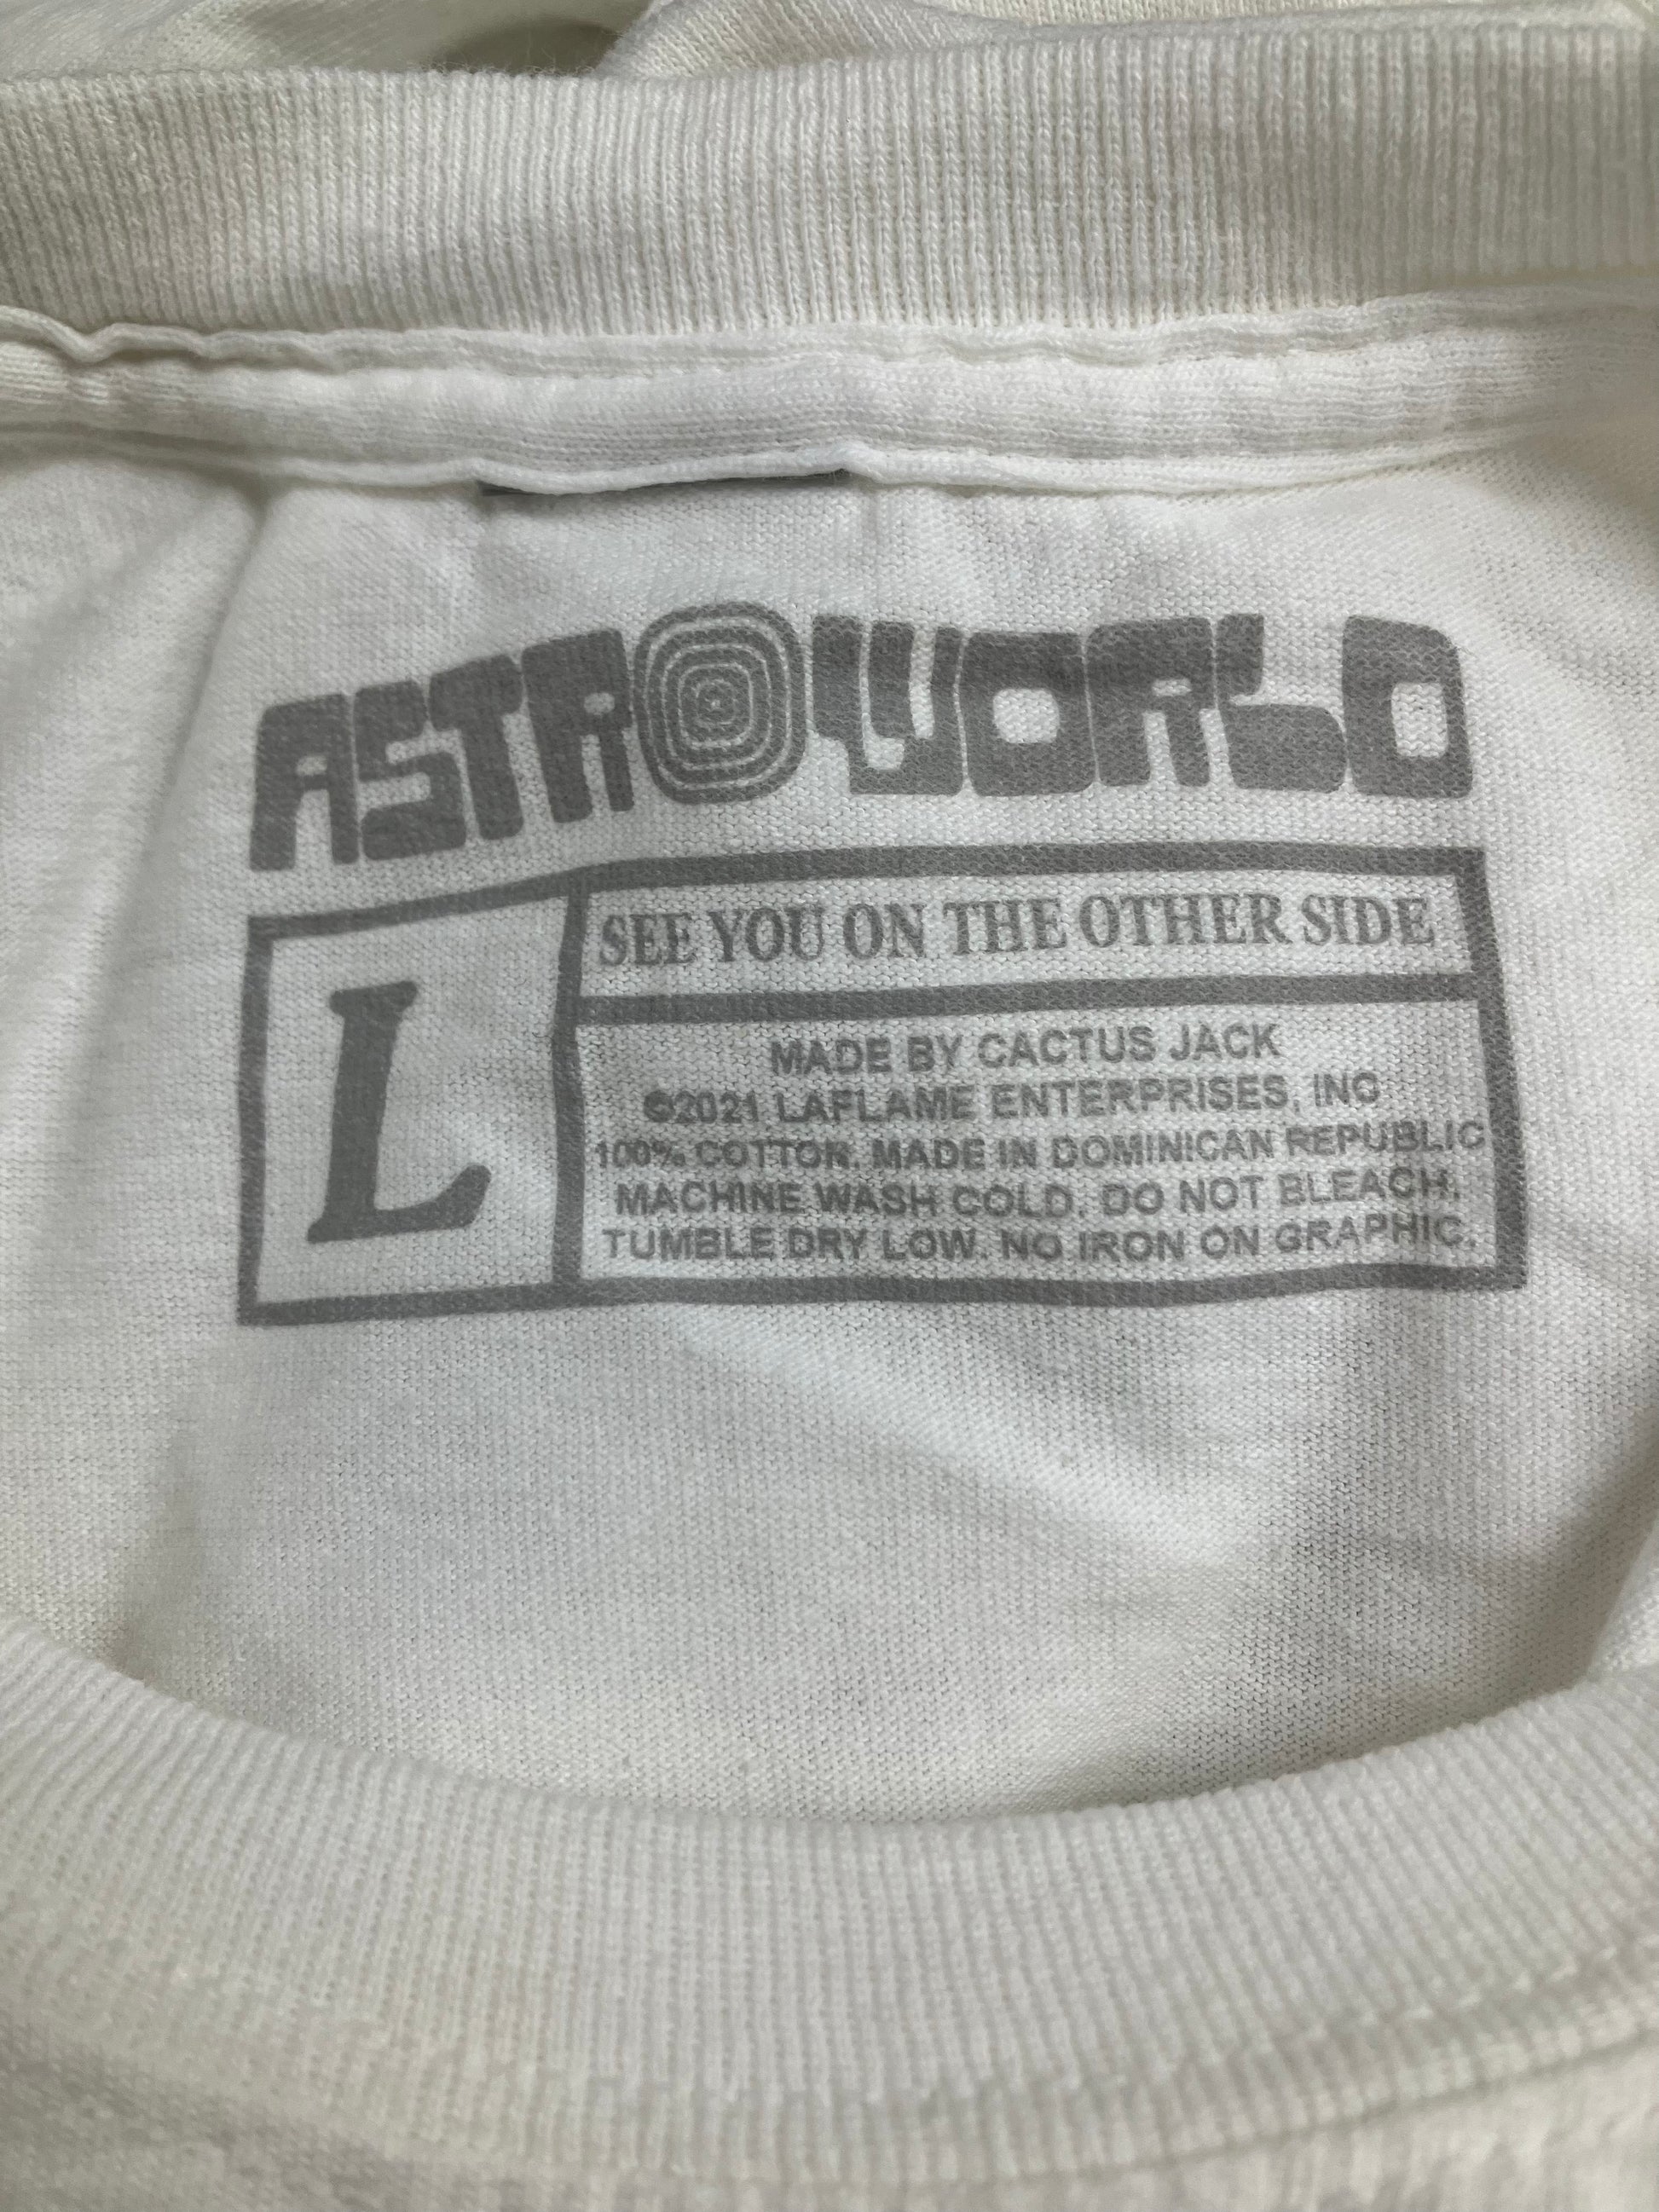 ASTROWORLD
L
SEE YOU ON THE OTHER SIDE
MADE BY CACTUS JACK
©2021 LAFLAME ENTERPRISES, INC
100% COTTON. MADE IN DOMINICAN REPUBLIC
MACHINE WASH COLD. DO NOT BLEACH.
TUMBLE DRY LOW. NO IRON ON GRAPHIC.